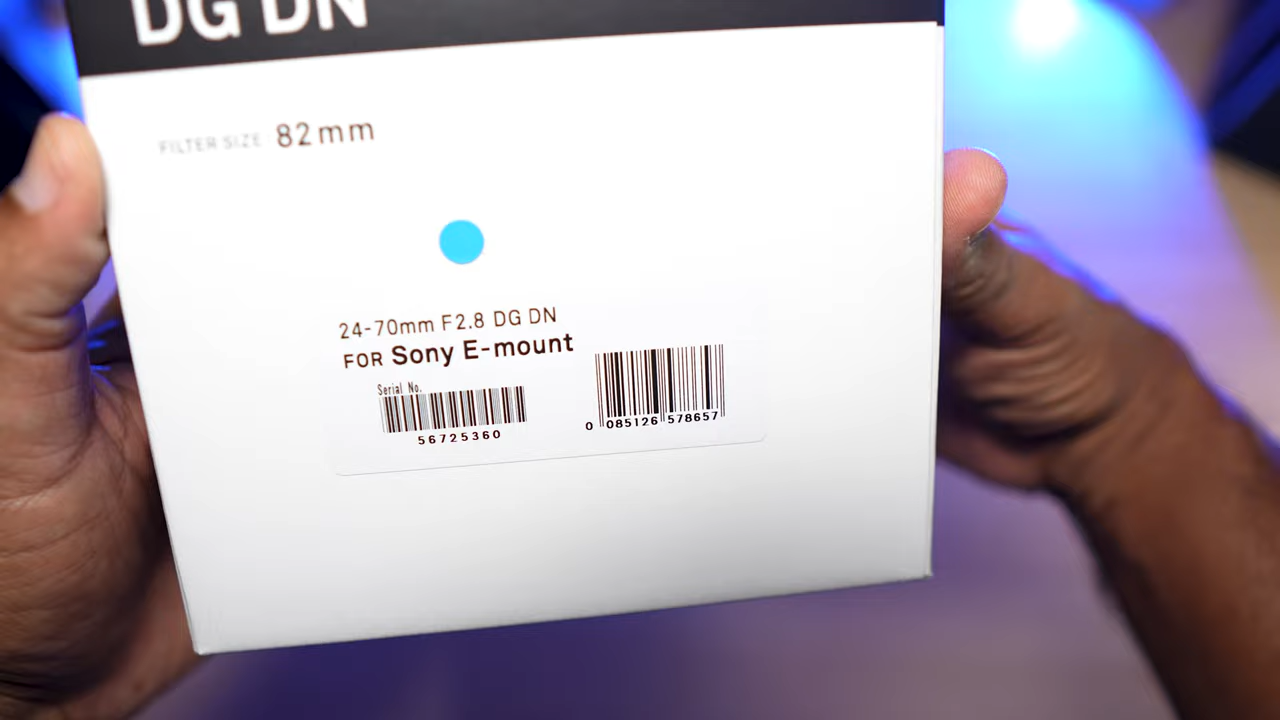 DG DN
FILTER SIZE 82mm
24-70mm F2.8 DG DN
FOR Sony E-mount
Serial No.
56725360
0 085126 578657